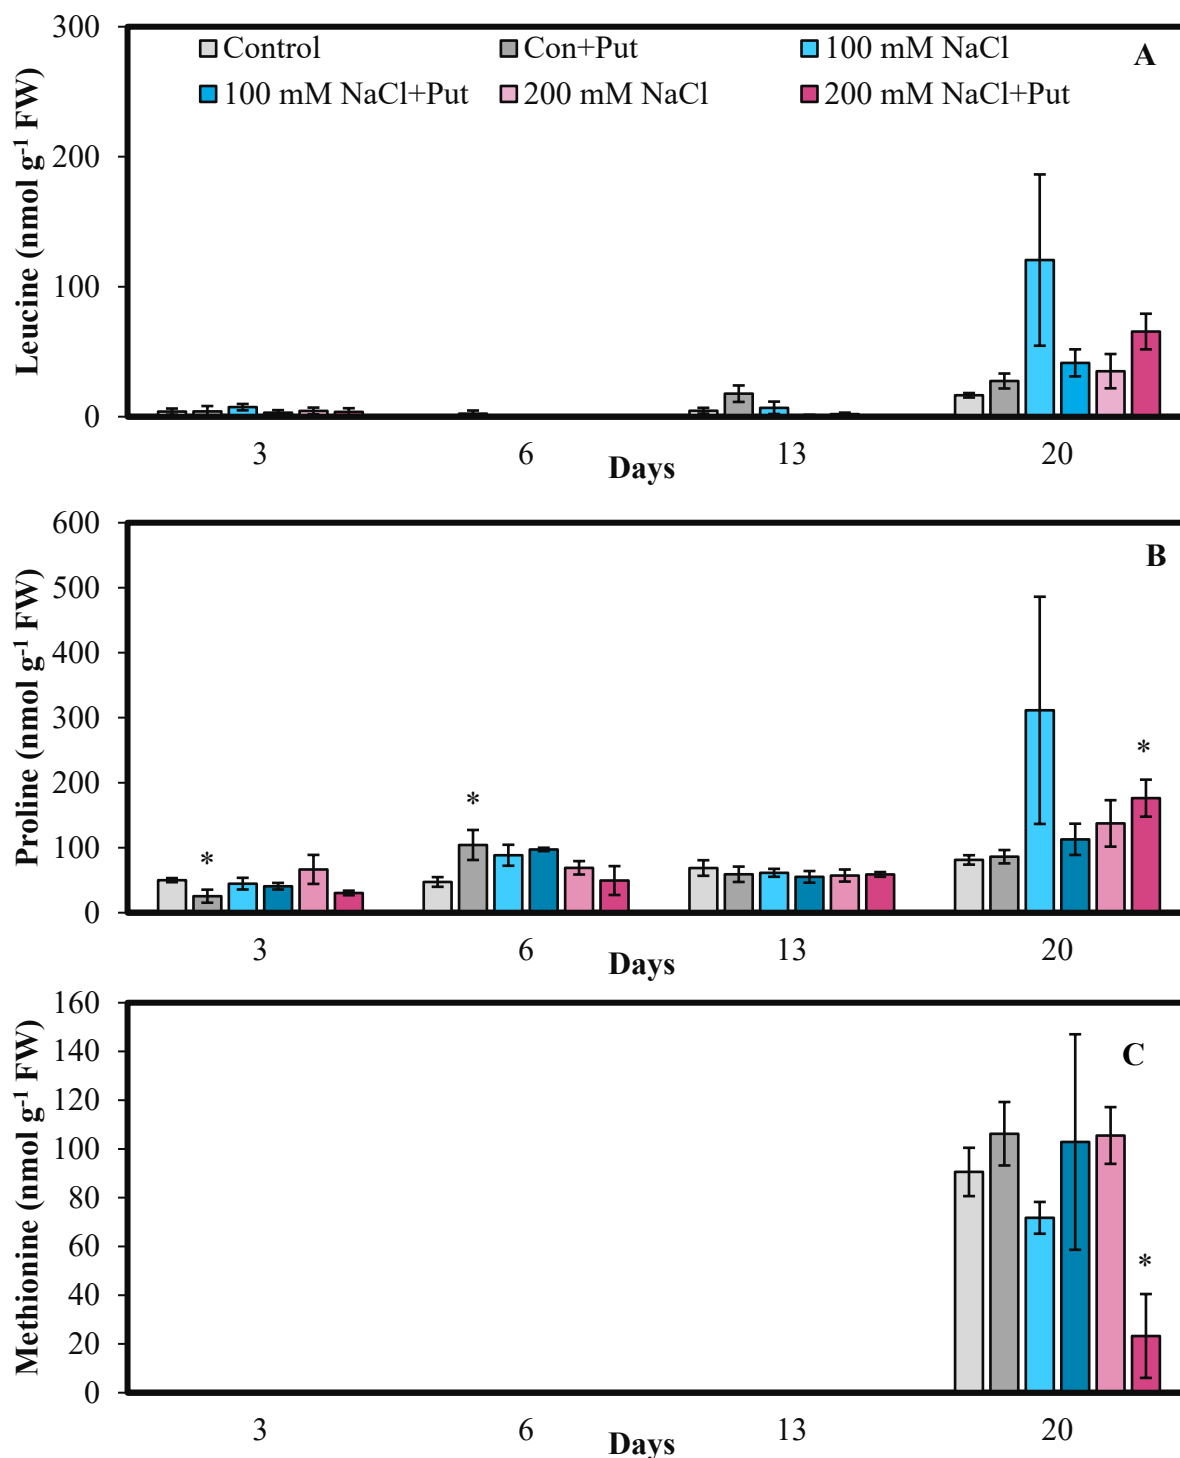 Leucine (nmol g⁻¹ FW)
300
200
100
0
Control
Con+Put
100 mM NaCl
100 mM NaCl+Put
200 mM NaCl
200 mM NaCl+Put
A
3
6
13
20
Days
Proline (nmol g⁻¹ FW)
600
500
400
300
200
100
0
B
*
*
*
3
6
13
20
Days
Methionine (nmol g⁻¹ FW)
160
140
120
100
80
60
40
20
0
C
*
3
6
13
20
Days